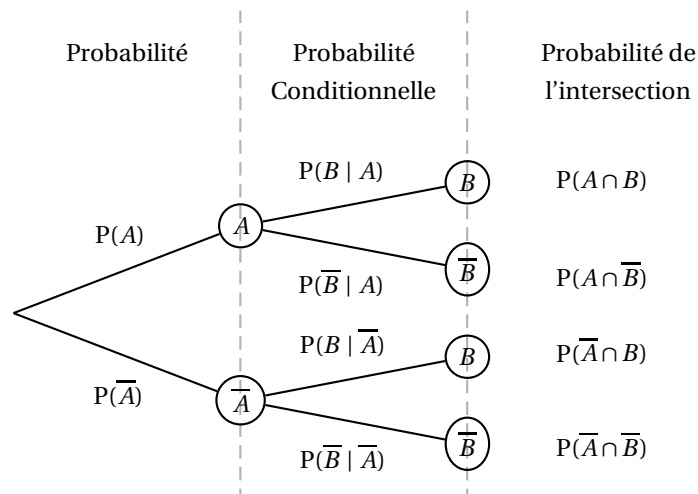 Probabilité
Probabilité
Conditionnelle
Probabilité de
l'intersection
P(B | A)
B
P(A ∩ B)
P(A)
A
B̅
P(B̅ | A)
P(A ∩ B̅)
P(B | A̅)
B
P(A̅ ∩ B)
P(A̅)
A̅
B̅
P(B̅ | A̅)
P(A̅ ∩ B̅)